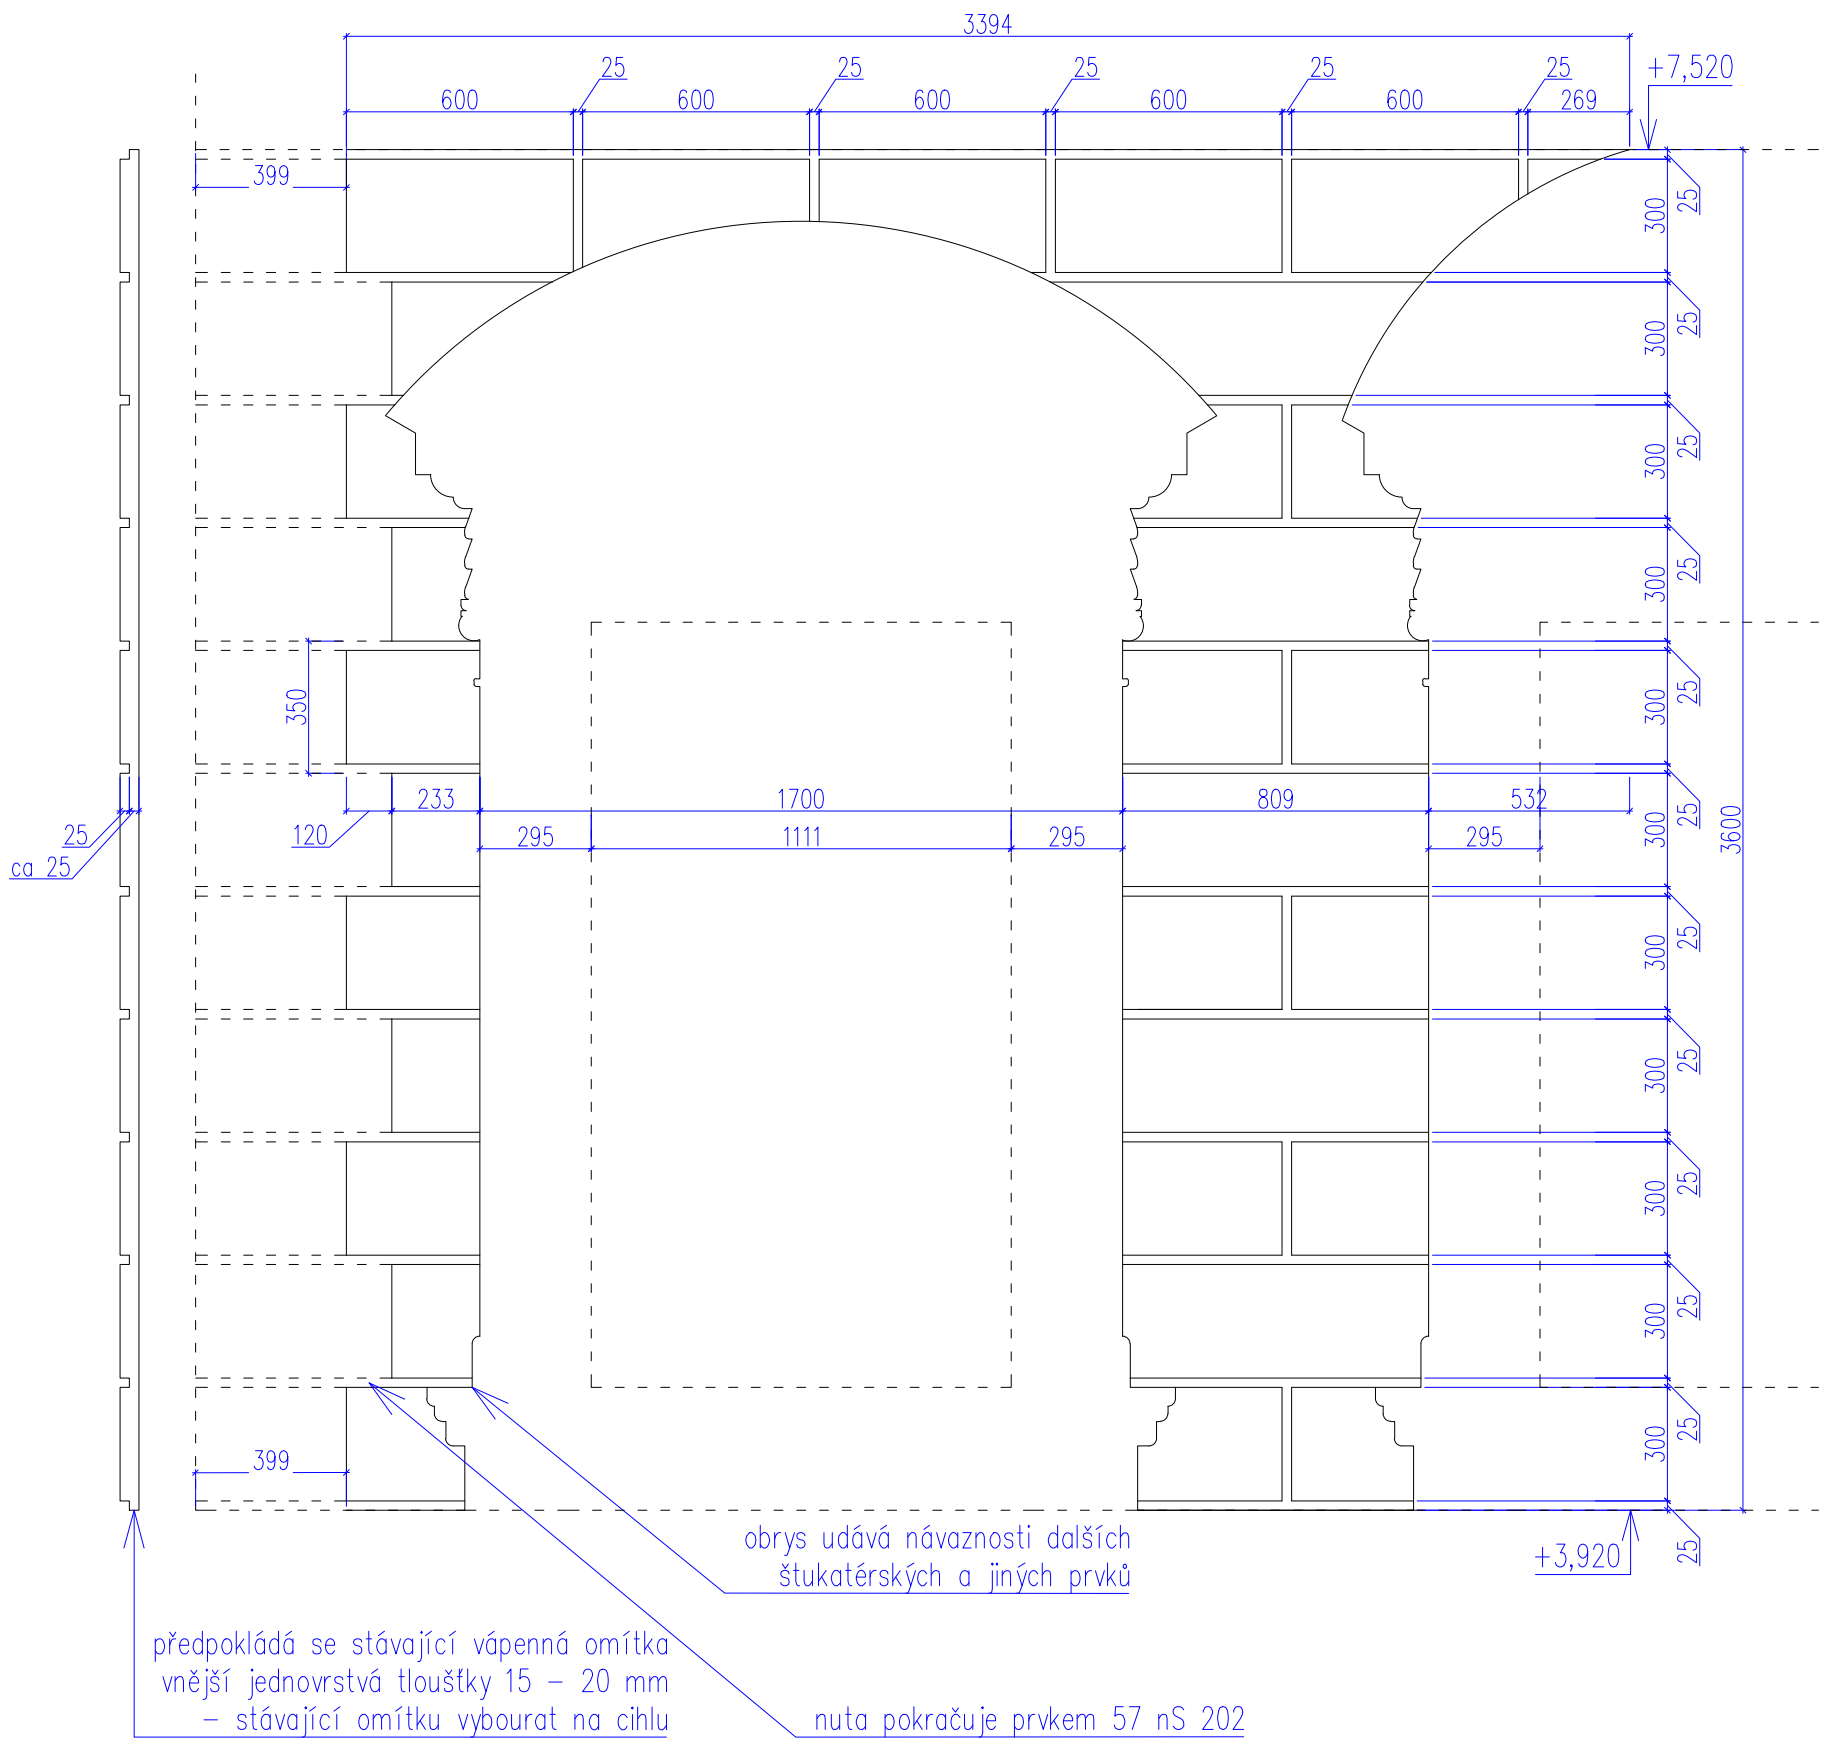 3394
25 25 25 25 25 +7,520
600 600 600 600 600 269
399
300 25
300 25
300 25
300 25
350
300 25
233 1700 809 532
25 120 295 1111 295 295
ca 25
300 25
3600
300 25
300 25
300 25
300 25
300 25
399
25
+3,920
obrys udává návaznosti dalších
štukatérských a jiných prvků
předpokládá se stávající vápenná omítka
vnější jednovrstvá tloušťky 15 – 20 mm
– stávající omítku vybourat na cihlu
nuta pokračuje prvkem 57 nS 202